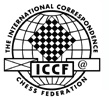 THE INTERNATIONAL CORRESPONDENCE
ICCF @
CHESS FEDERATION